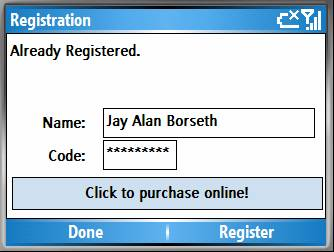 Registration
Already Registered.
Name: Jay Alan Borseth
Code: *********
Click to purchase online!
Done Register